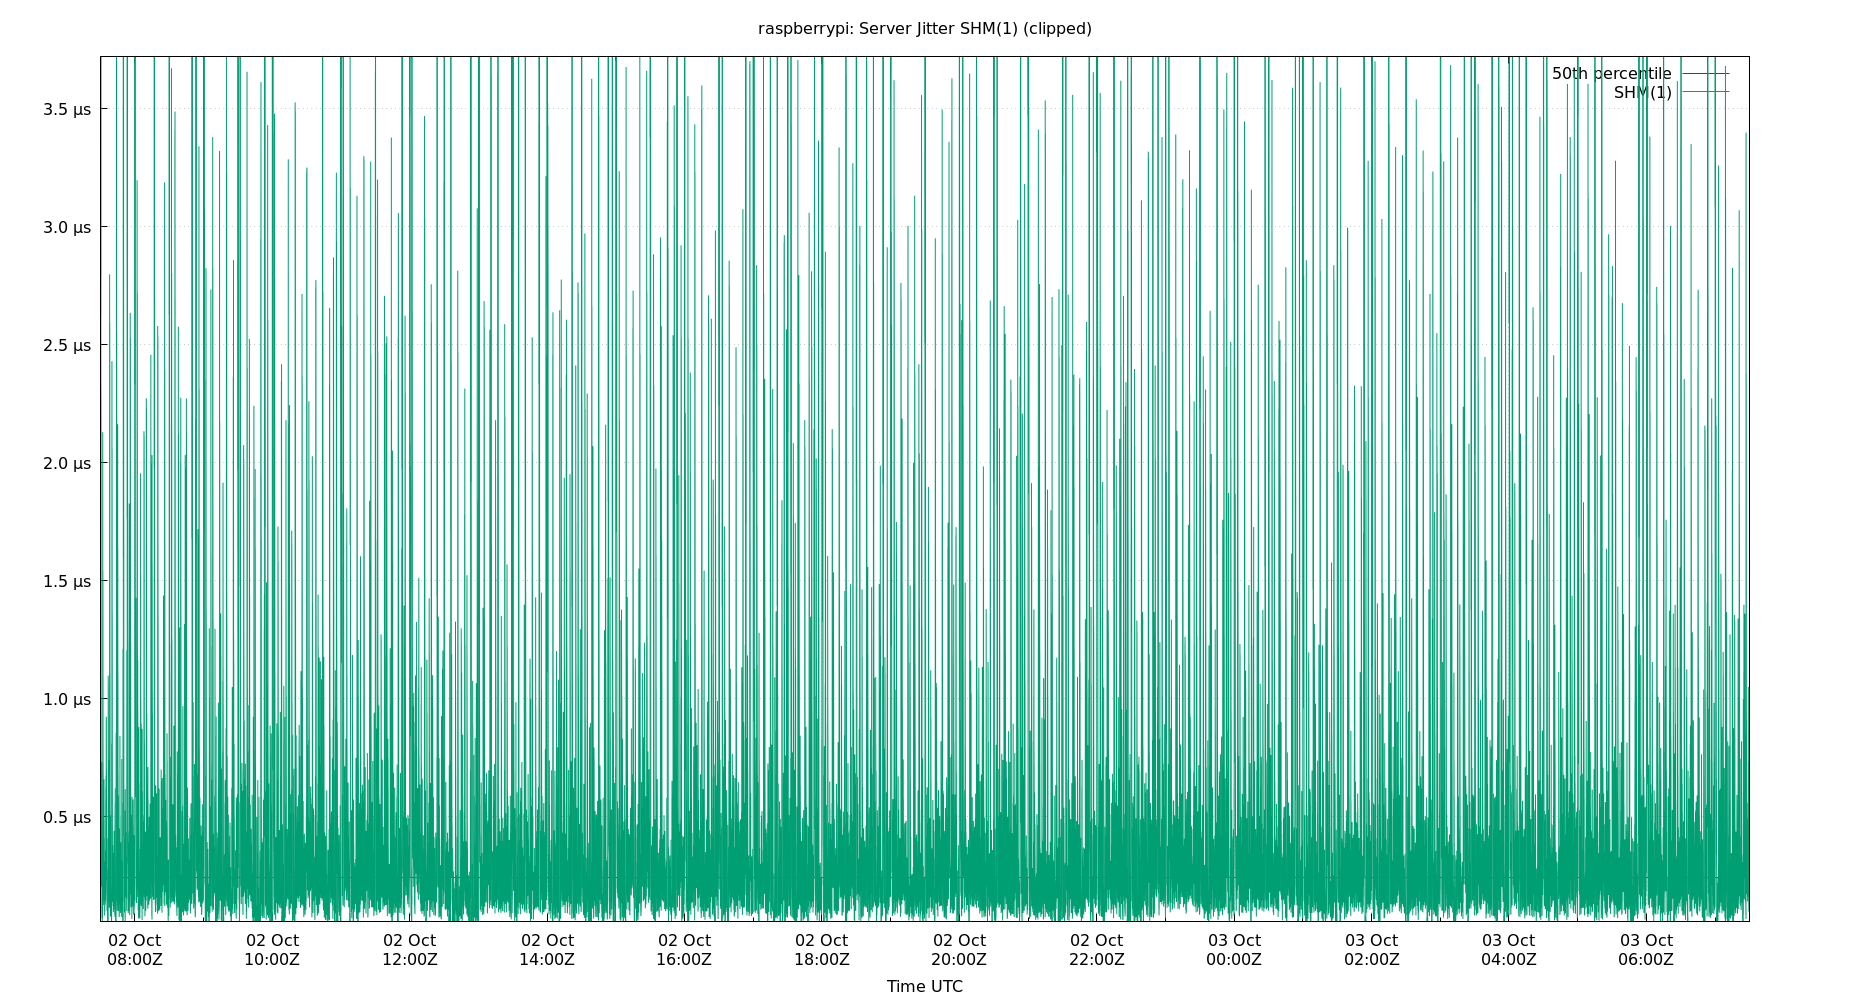 raspberrypi: Server Jitter SHM(1) (clipped)
50th percentile
SHM(1)
3.5 µs
3.0 µs
2.5 µs
2.0 µs
1.5 µs
1.0 µs
0.5 µs
02 Oct 02 Oct 02 Oct 02 Oct 02 Oct 02 Oct 02 Oct 02 Oct 03 Oct 03 Oct 03 Oct 03 Oct
08:00Z 10:00Z 12:00Z 14:00Z 16:00Z 18:00Z 20:00Z 22:00Z 00:00Z 02:00Z 04:00Z 06:00Z
Time UTC